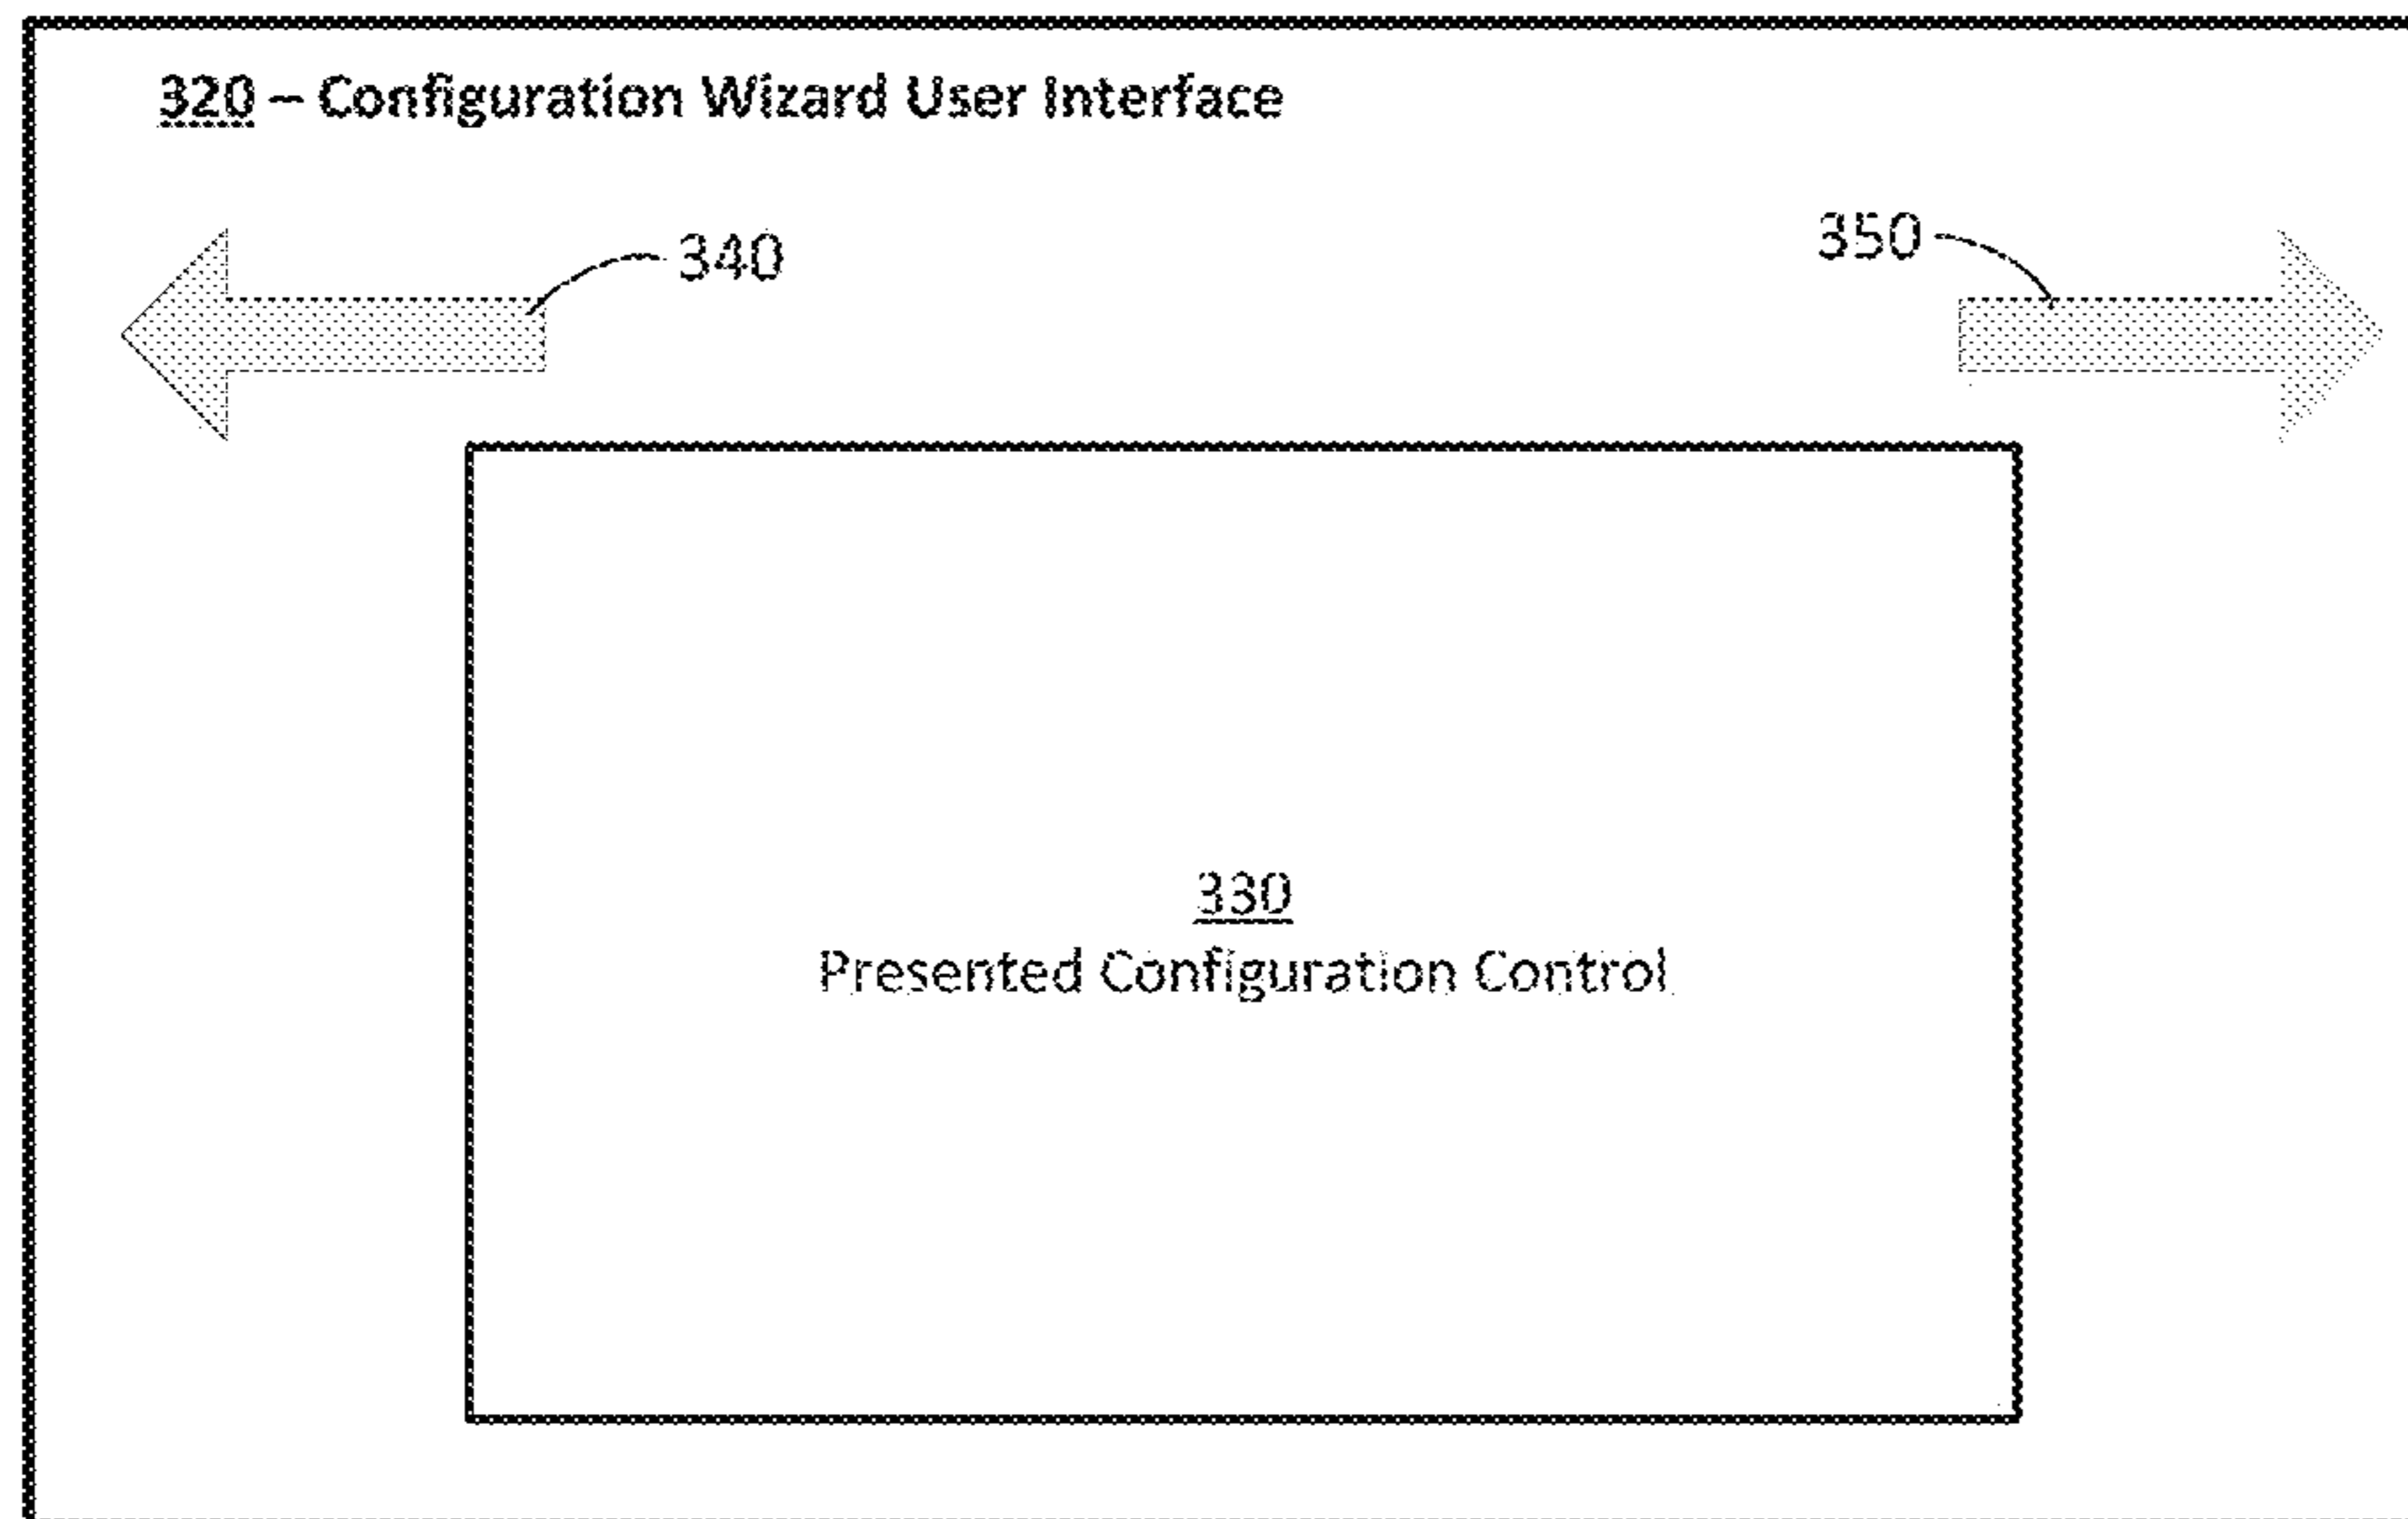 320 – Configuration Wizard User Interface
340
350
330
Presented Configuration Control